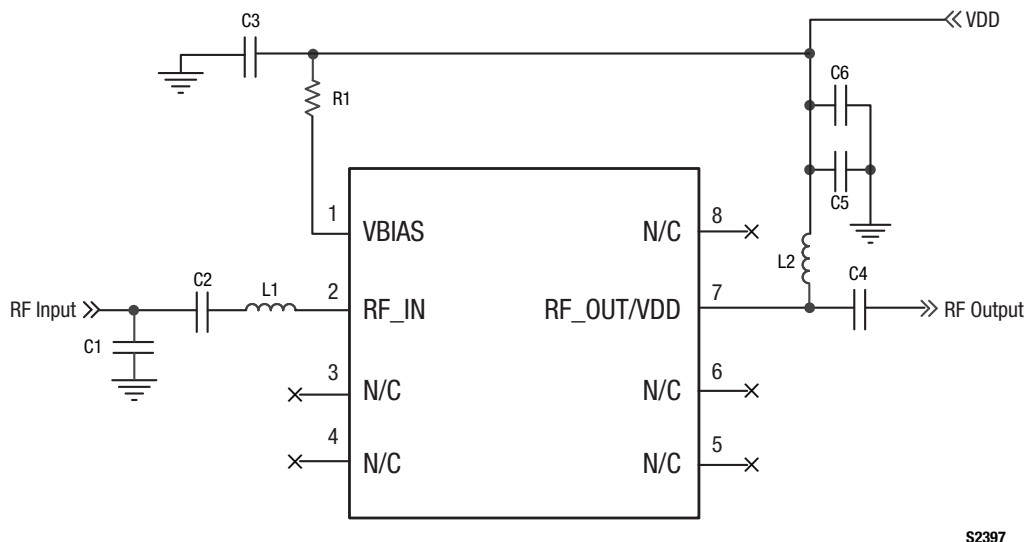 C3
VDD
C6
R1
C5
1
VBIAS
N/C
8
L2
C4
RF Input
C2
L1
2
RF_IN
RF_OUT/VDD
7
RF Output
C1
3
N/C
N/C
6
4
N/C
N/C
5
S2397